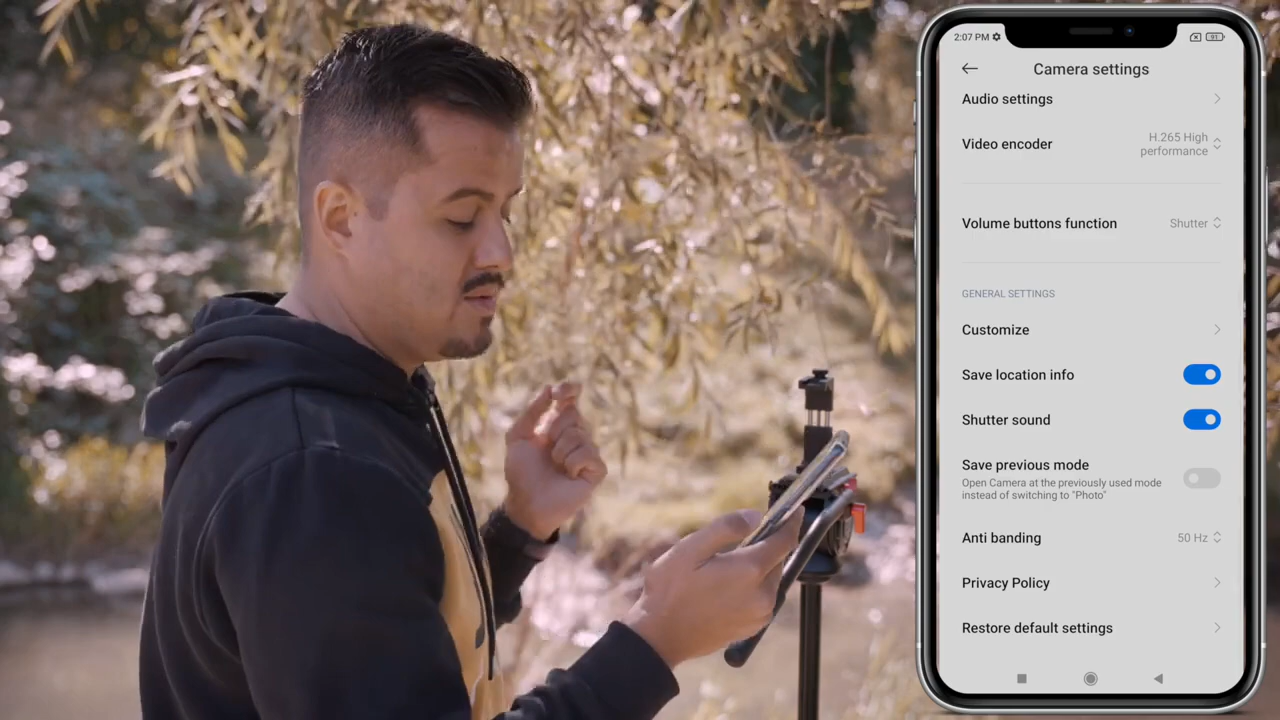 2:07 PM
91
Camera settings
Audio settings
Video encoder
H.265 High
performance
Volume buttons function
Shutter
GENERAL SETTINGS
Customize
Save location info
Shutter sound
Save previous mode
Open Camera at the previously used mode
instead of switching to "Photo"
Anti banding
50 Hz
Privacy Policy
Restore default settings